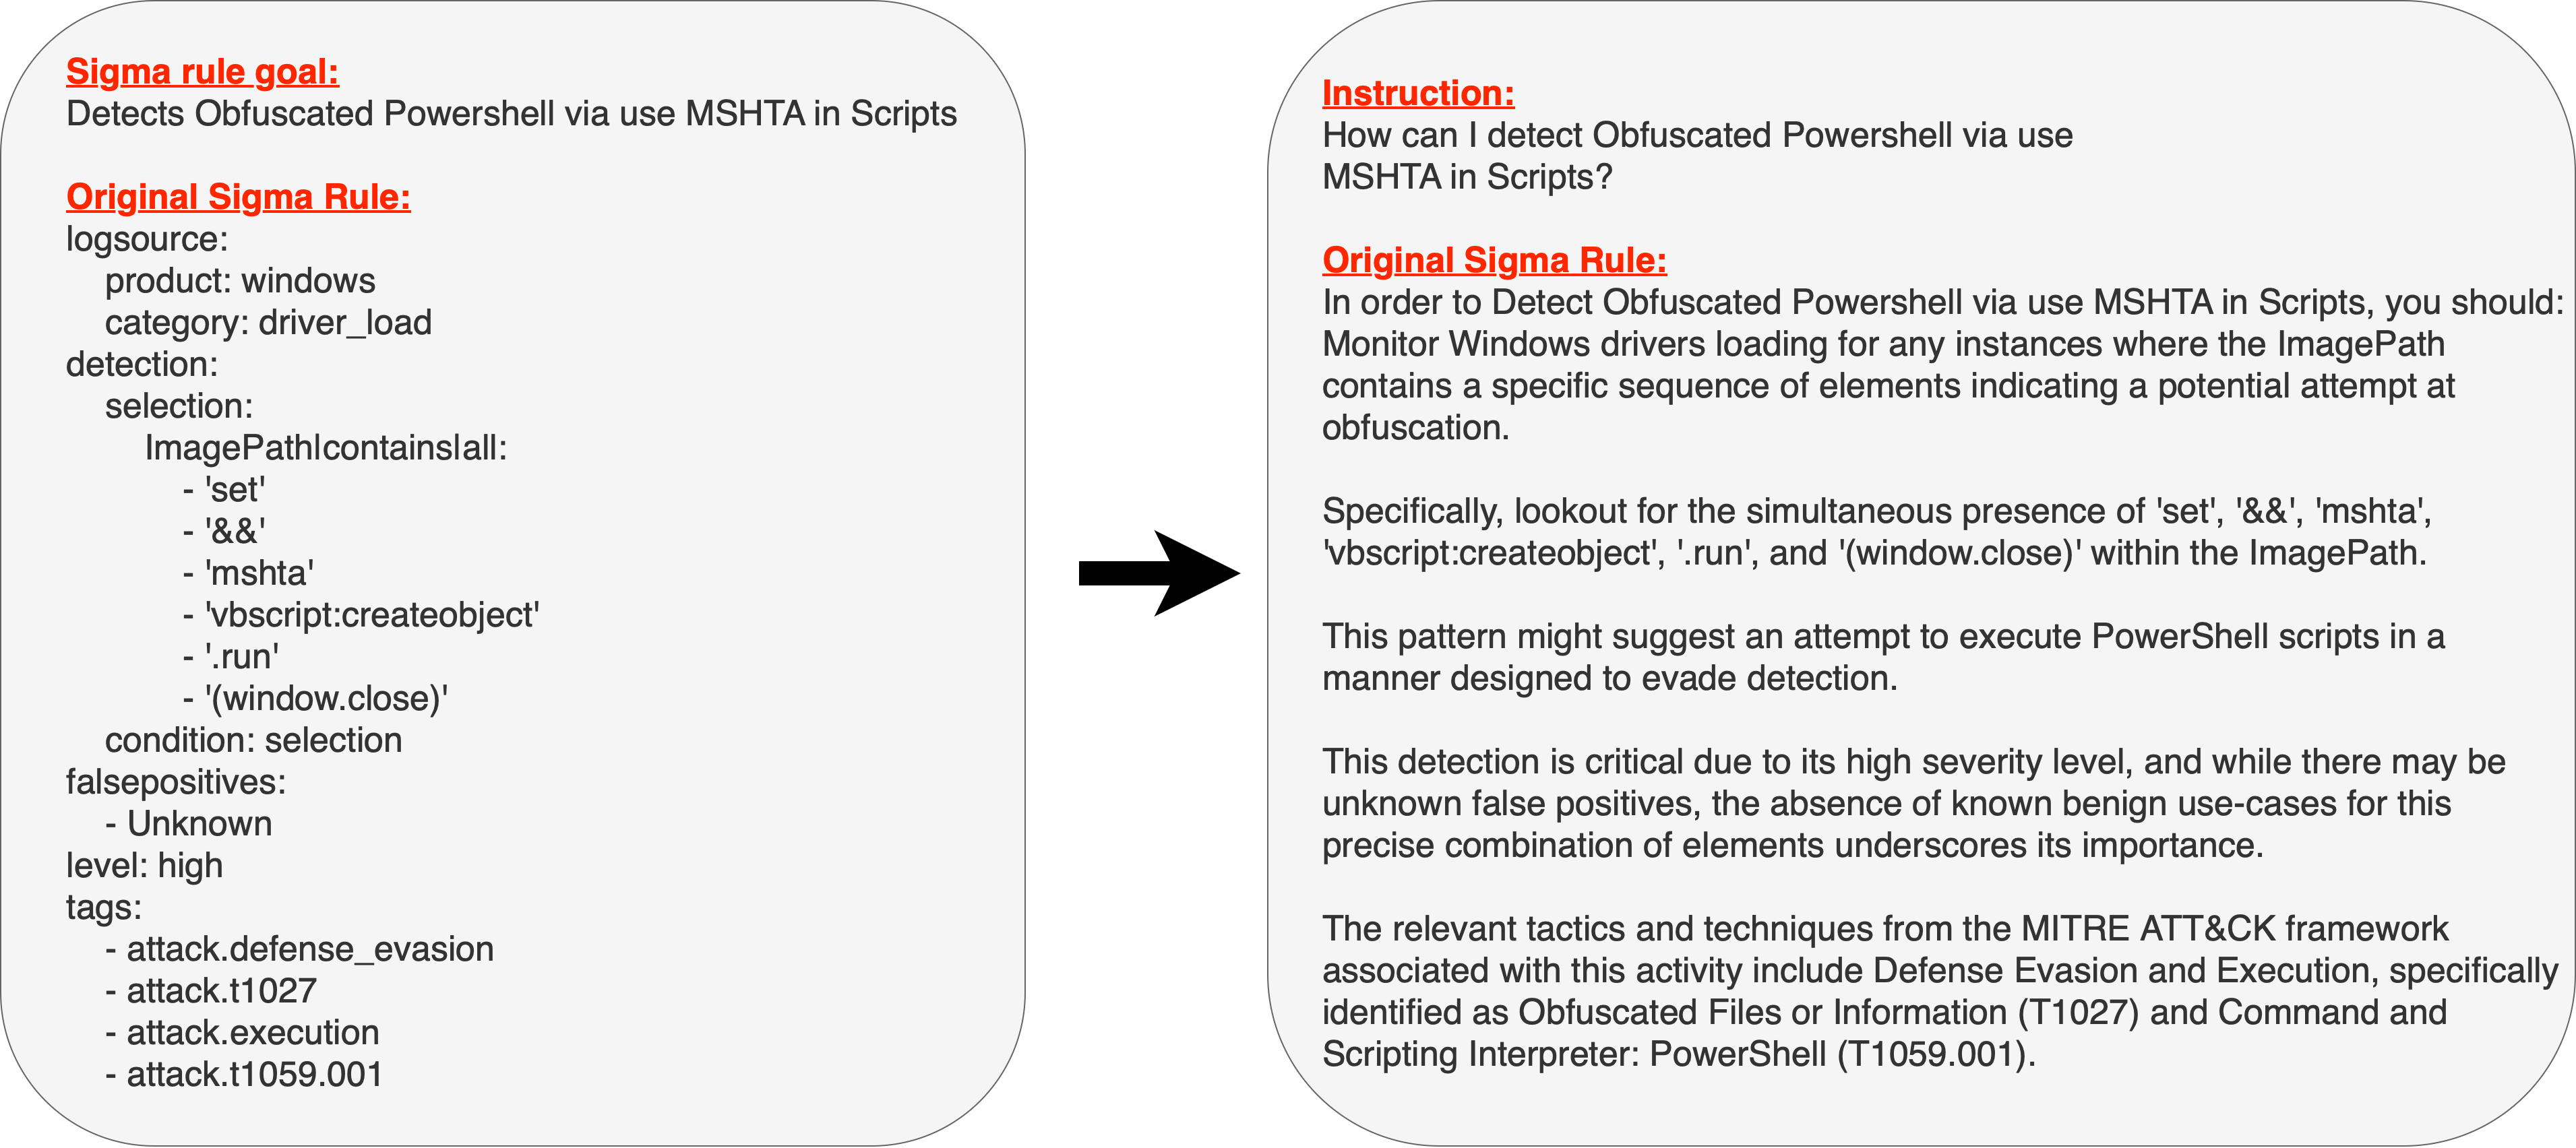 Sigma rule goal:
Detects Obfuscated Powershell via use MSHTA in Scripts
Original Sigma Rule:
logsource:
product: windows
category: driver_load
detection:
selection:
ImagePath|contains|all:
- 'set'
- '&&'
- 'mshta'
- 'vbscript:createobject'
- '.run'
- '(window.close)'
condition: selection
falsepositives:
- Unknown
level: high
tags:
- attack.defense_evasion
- attack.t1027
- attack.execution
- attack.t1059.001
Instruction:
How can I detect Obfuscated Powershell via use
MSHTA in Scripts?
Original Sigma Rule:
In order to Detect Obfuscated Powershell via use MSHTA in Scripts, you should:
Monitor Windows drivers loading for any instances where the ImagePath
contains a specific sequence of elements indicating a potential attempt at
obfuscation.
Specifically, lookout for the simultaneous presence of 'set', '&&', 'mshta',
'vbscript:createobject', '.run', and '(window.close)' within the ImagePath.
This pattern might suggest an attempt to execute PowerShell scripts in a
manner designed to evade detection.
This detection is critical due to its high severity level, and while there may be
unknown false positives, the absence of known benign use-cases for this
precise combination of elements underscores its importance.
The relevant tactics and techniques from the MITRE ATT&CK framework
associated with this activity include Defense Evasion and Execution, specifically
identified as Obfuscated Files or Information (T1027) and Command and
Scripting Interpreter: PowerShell (T1059.001).